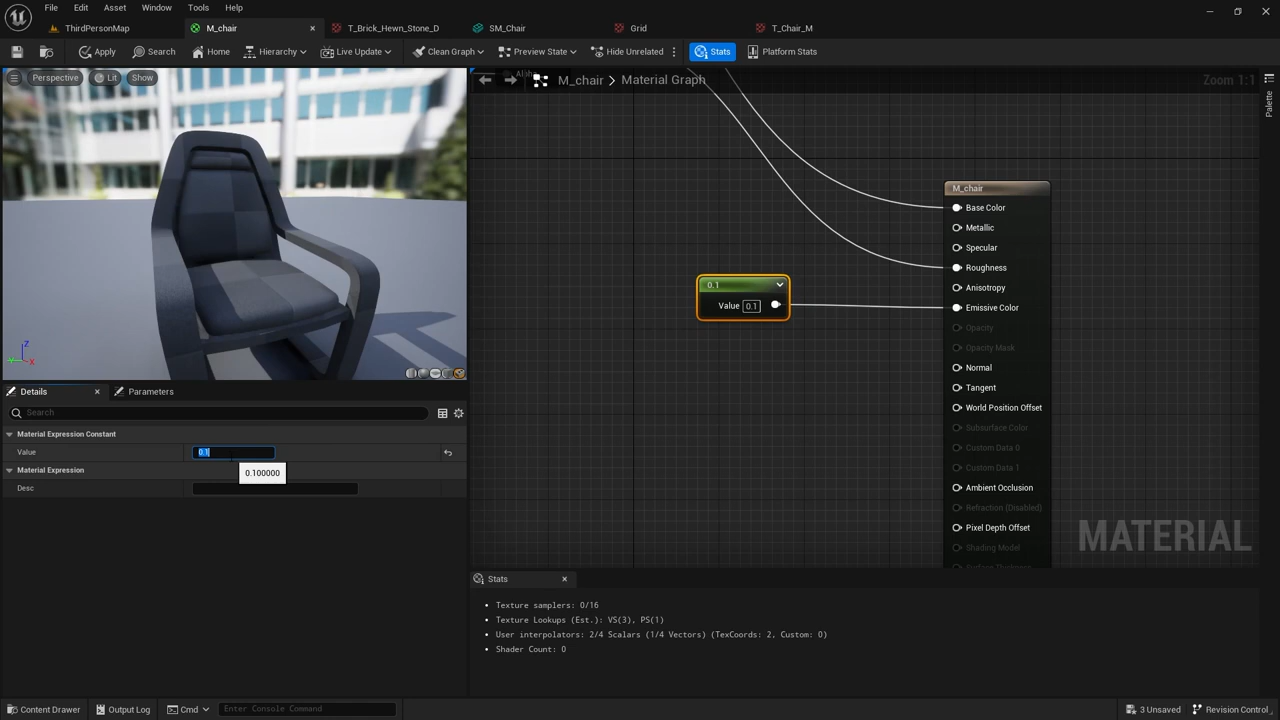 File Edit Asset Window Tools Help
ThirdPersonMap M_chair T_Brick_Hewn_Stone_D SM_Chair Grid T_Chair_M
Apply Search Home Hierarchy Live Update Clean Graph Preview State Hide Unrelated Stats Platform Stats
Perspective Lit Show
Alpha
M_chair > Material Graph Zoom 1:1
Palette
M_chair
Base Color
Metallic
Specular
Roughness
Anisotropy
0.1
Value 0.1
Emissive Color
Opacity
Opacity Mask
Normal
Tangent
World Position Offset
Subsurface Color
Custom Data 0
Custom Data 1
Ambient Occlusion
Refraction (Disabled)
Pixel Depth Offset
Shading Model
Surface Thickness
MATERIAL
Z
Y X
Details Parameters
Search
Material Expression Constant
Value 0.1
Material Expression
0.100000
Desc
Stats
• Texture samplers: 0/16
• Texture Lookups (Est.): VS(3), PS(1)
• User interpolators: 2/4 Scalars (1/4 Vectors) (TexCoords: 2, Custom: 0)
• Shader Count: 0
Content Drawer Output Log Cmd Enter Console Command 3 Unsaved Revision Control